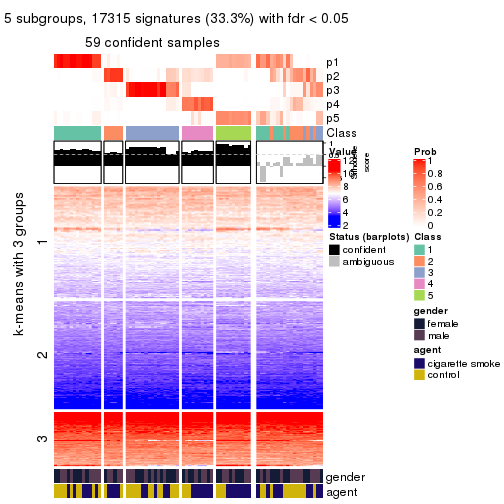 5 subgroups, 17315 signatures (33.3%) with fdr < 0.05
59 confident samples
p1
p2
p3
p4
p5
Class
1
score
Value
12
10
8
6
4
2
Prob
1
0.8
0.6
0.4
0.2
0
Status (barplots)
confident
ambiguous
Class
1
2
3
4
5
gender
female
male
agent
cigarette smoke
control
k-means with 3 groups
1
2
3
gender
agent